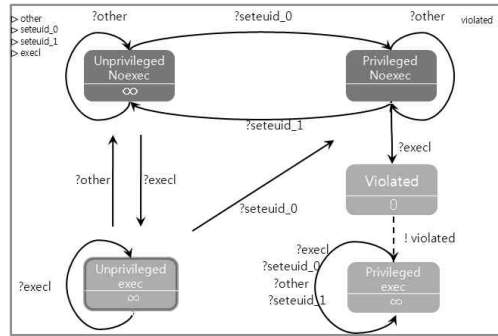 ▷ other
▷ seteuid_0
▷ seteuid_1
▷ execl
?other
?seteuid_0
?other
violated
Unprivileged
Noexec
∞
Privileged
Noexec
∞
?seteuid_1
?other
?execl
?execl
Violated
0
?seteuid_0
! violated
?execl
Unprivileged
exec
∞
?execl
?seteuid_0
?other
?seteuid_1
Privileged
exec
∞